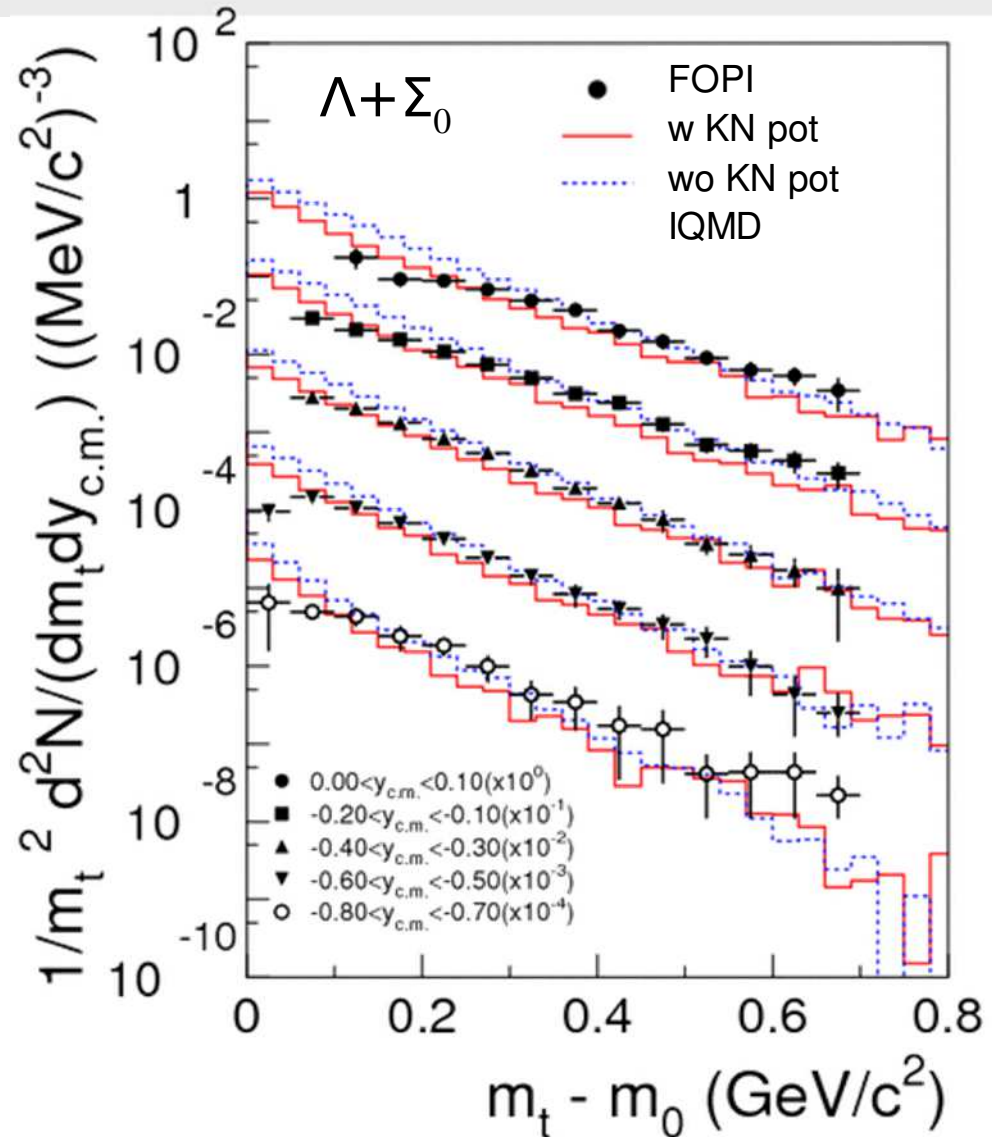 10 2
Λ+Σ0
FOPI
w KN pot
wo KN pot
IQMD
1
-2
10
-4
10
-6
10
-8
10
-10
10
1/mt 2 d2N/(dmtdyc.m.) ((MeV/c2)-3)
0.00<yc.m.<0.10(x100)
-0.20<yc.m.<-0.10(x10-1)
-0.40<yc.m.<-0.30(x10-2)
-0.60<yc.m.<-0.50(x10-3)
-0.80<yc.m.<-0.70(x10-4)
0 0.2 0.4 0.6 0.8
mt - m0 (GeV/c2)